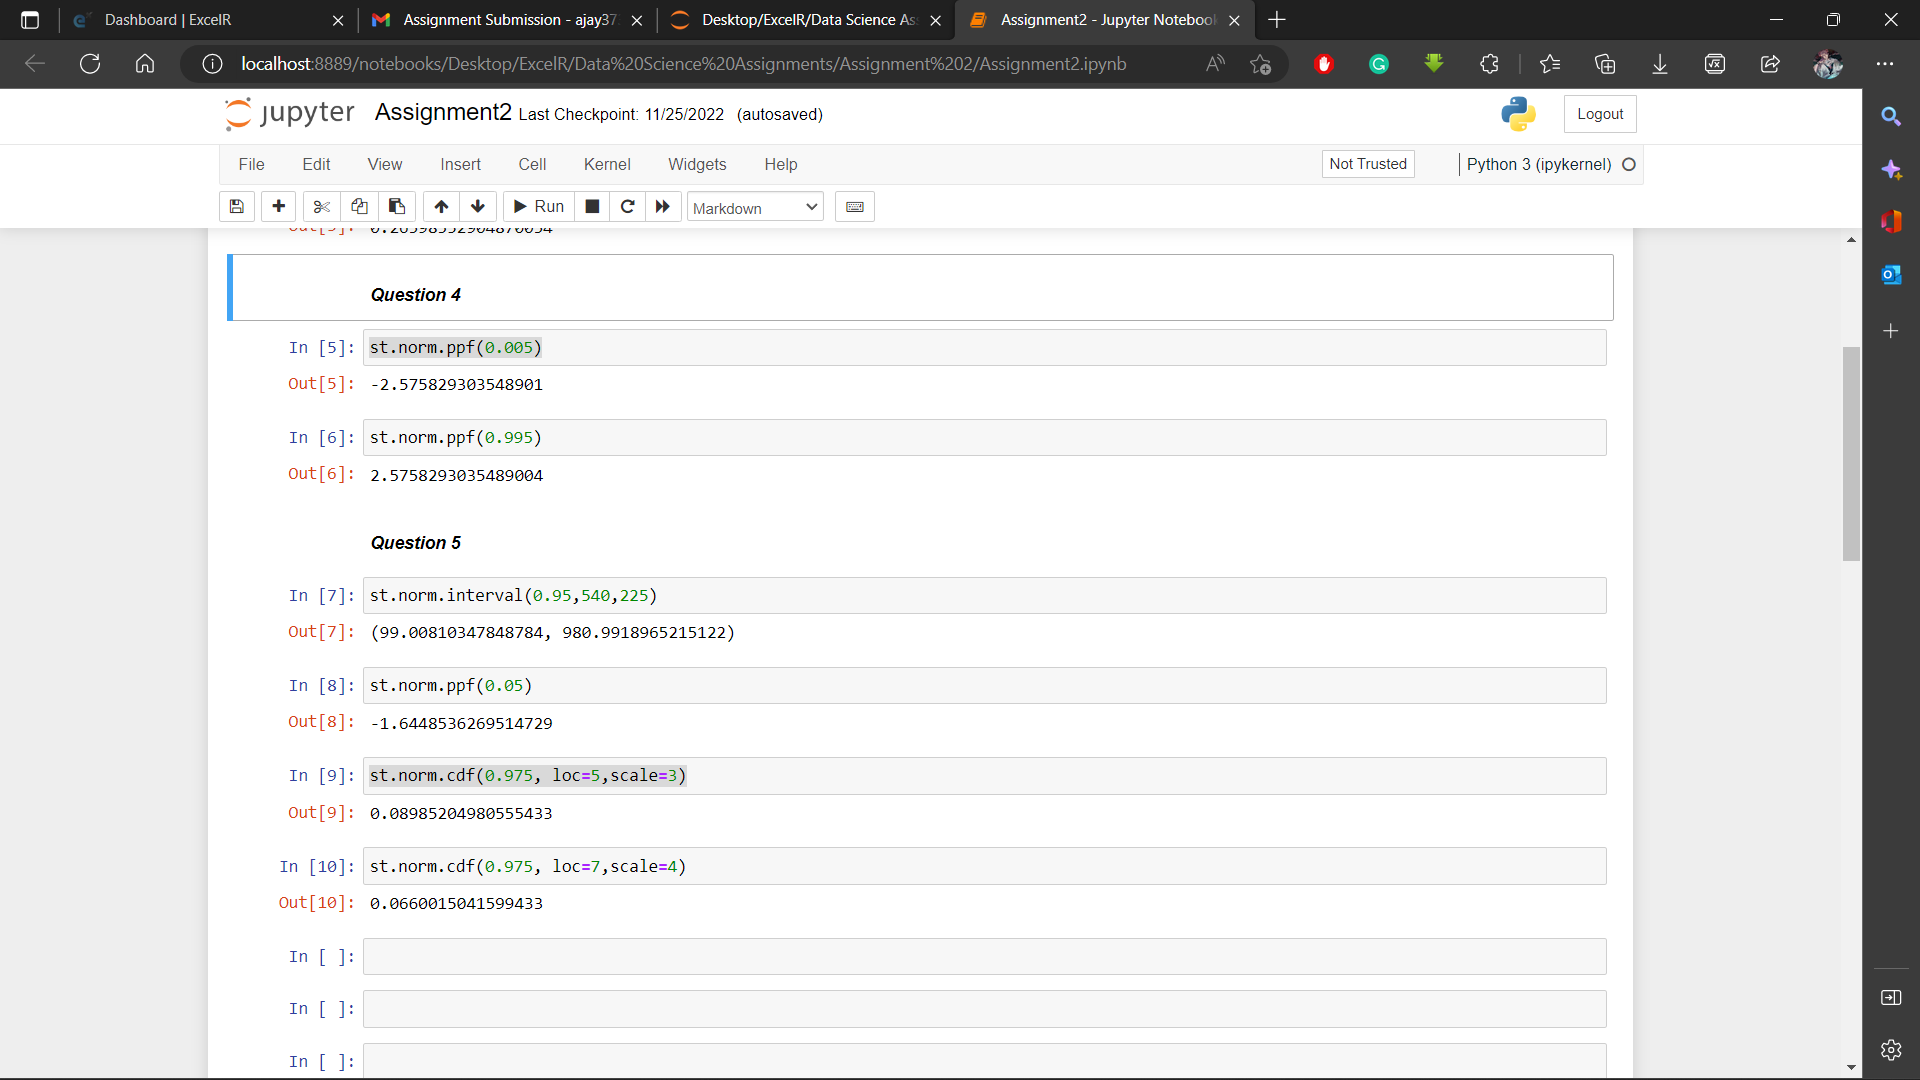 Dashboard | ExcelR
Assignment Submission - ajay37
Desktop/ExcelR/Data Science As
Assignment2 - Jupyter Notebook
localhost:8889/notebooks/Desktop/ExcelR/Data%20Science%20Assignments/Assignment%202/Assignment2.ipynb
jupyter Assignment2 Last Checkpoint: 11/25/2022 (autosaved)
Logout
File Edit View Insert Cell Kernel Widgets Help
Not Trusted
Python 3 (ipykernel)
Run
Markdown
Question 4
In [5]: st.norm.ppf(0.005)
Out[5]: -2.575829303548901
In [6]: st.norm.ppf(0.995)
Out[6]: 2.5758293035489004
Question 5
In [7]: st.norm.interval(0.95,540,225)
Out[7]: (99.00810347848784, 980.9918965215122)
In [8]: st.norm.ppf(0.05)
Out[8]: -1.6448536269514729
In [9]: st.norm.cdf(0.975, loc=5,scale=3)
Out[9]: 0.08985204980555433
In [10]: st.norm.cdf(0.975, loc=7,scale=4)
Out[10]: 0.0660015041599433
In [ ]:
In [ ]:
In [ ]: